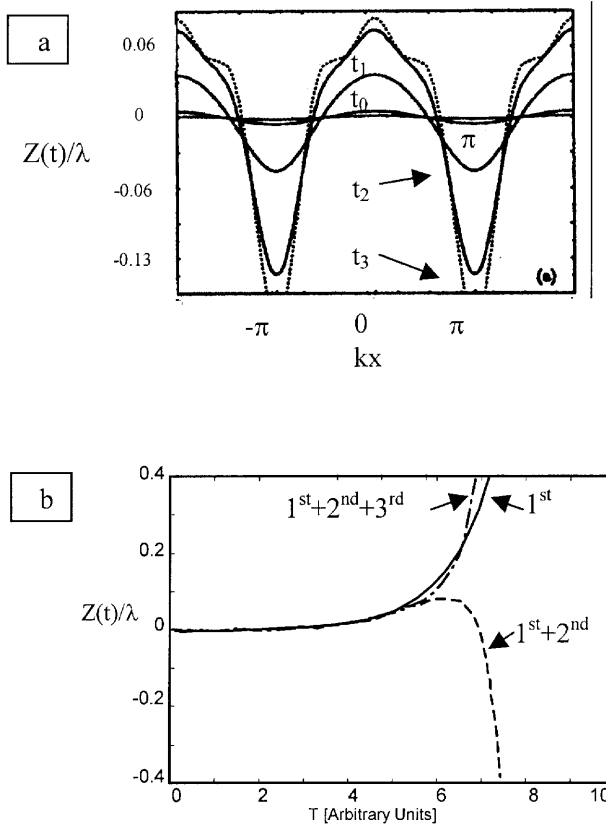 a
0.06
0
Z(t)/λ
-0.06
-0.13
t₁
t₀
π
t₂
t₃
(a)
-π 0 π
kx
b
0.4
1ˢᵗ+2ⁿᵈ+3ʳᵈ
1ˢᵗ
0.2
Z(t)/λ
0
1ˢᵗ+2ⁿᵈ
-0.2
-0.4
0 2 4 6 8 10
T [Arbitrary Units]